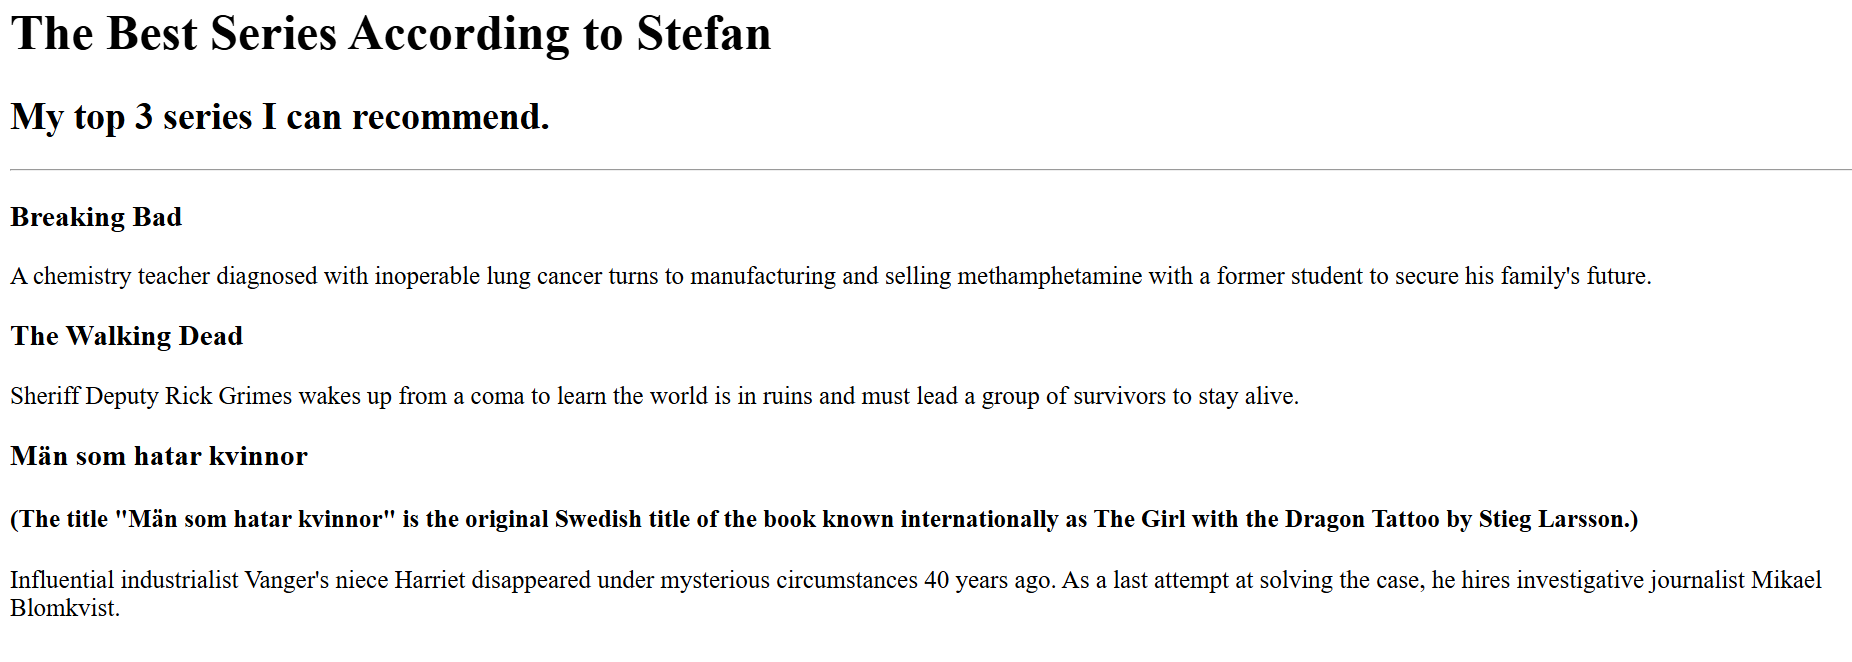 The Best Series According to Stefan
My top 3 series I can recommend.
Breaking Bad
A chemistry teacher diagnosed with inoperable lung cancer turns to manufacturing and selling methamphetamine with a former student to secure his family's future.
The Walking Dead
Sheriff Deputy Rick Grimes wakes up from a coma to learn the world is in ruins and must lead a group of survivors to stay alive.
Män som hatar kvinnor
(The title "Män som hatar kvinnor" is the original Swedish title of the book known internationally as The Girl with the Dragon Tattoo by Stieg Larsson.)
Influential industrialist Vanger's niece Harriet disappeared under mysterious circumstances 40 years ago. As a last attempt at solving the case, he hires investigative journalist Mikael
Blomkvist.